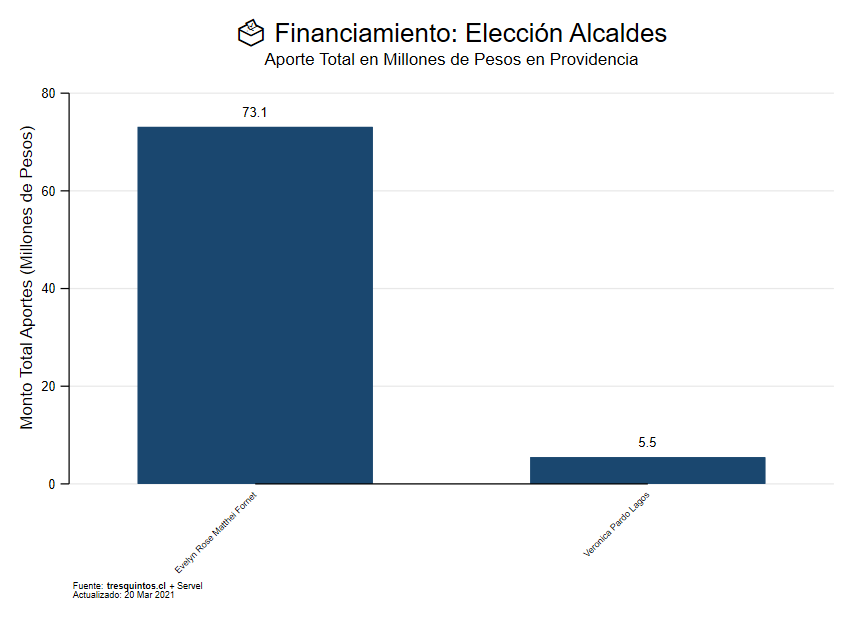 Financiamiento: Elección Alcaldes
Aporte Total en Millones de Pesos en Providencia
Monto Total Aportes (Millones de Pesos)
80
60
40
20
0
73.1
5.5
Evelyn Rose Matthei Fornet
Veronica Pardo Lagos
Fuente: tresquintos.cl + Servel
Actualizado: 20 Mar 2021